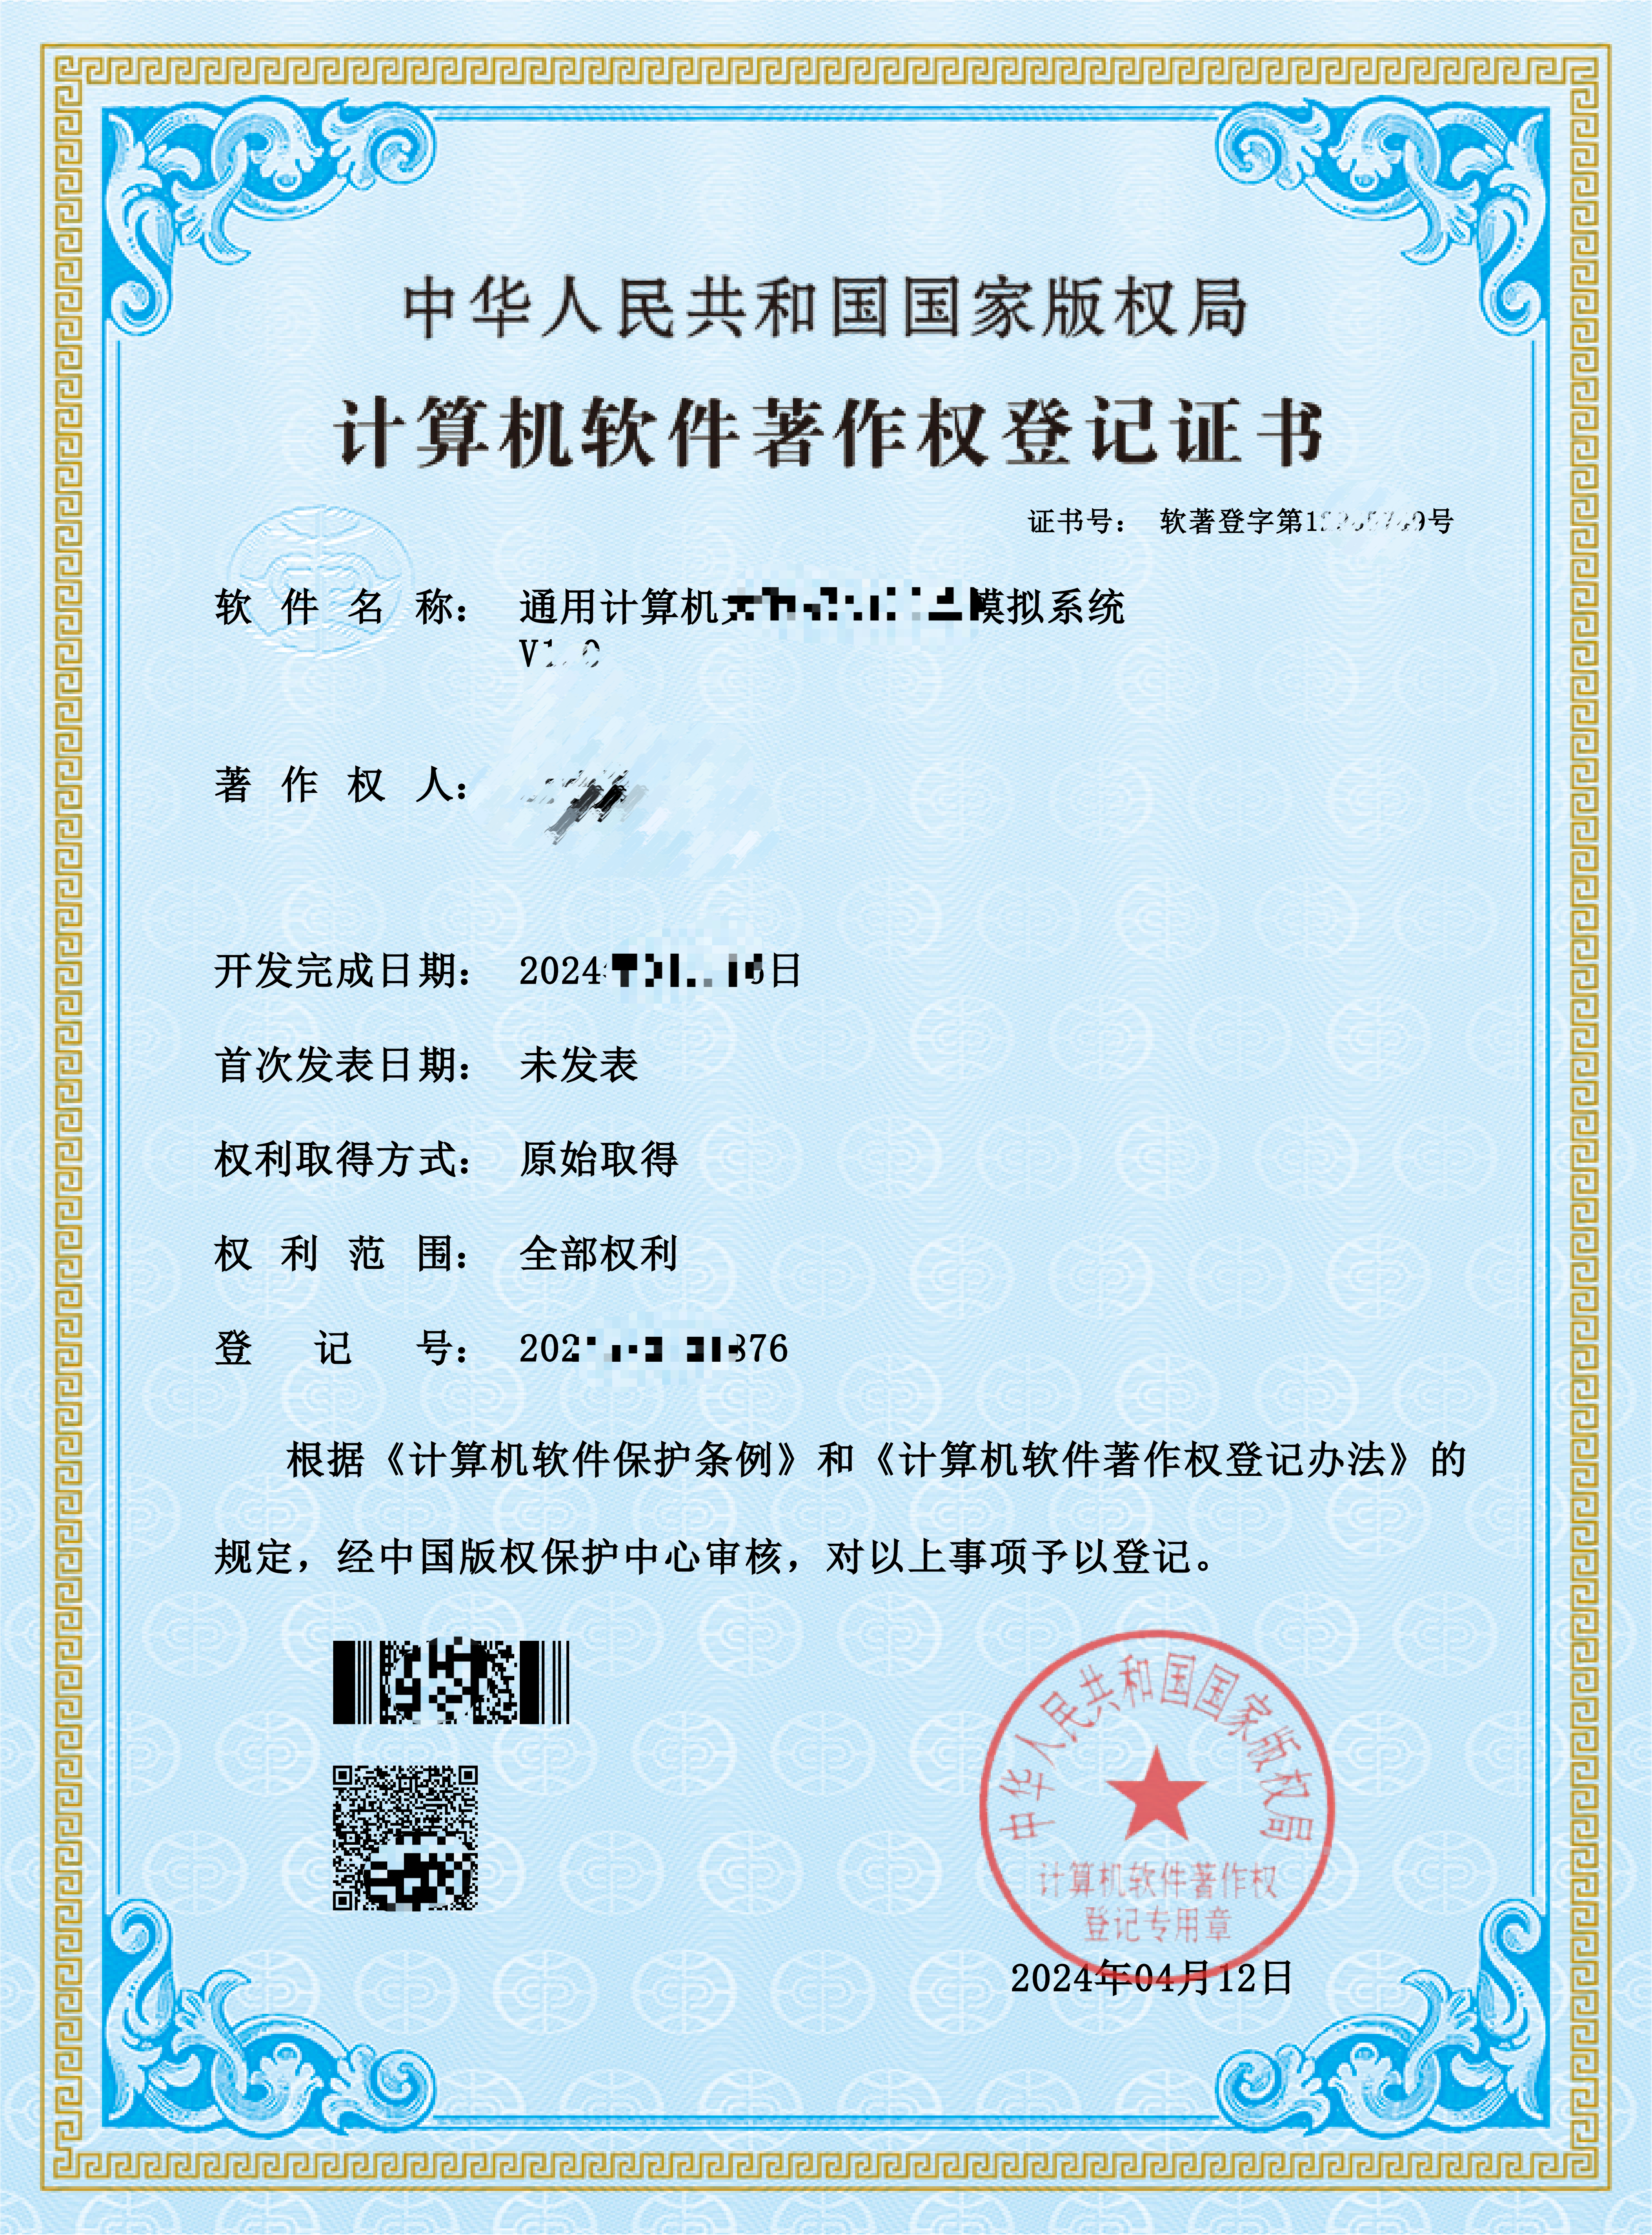 中华人民共和国国家版权局
计算机软件著作权登记证书
证书号： 软著登字第1 9号
软件名称： 通用计算机 模拟系统
V1.0
著作权人：
开发完成日期： 2024 日
首次发表日期： 未发表
权利取得方式： 原始取得
权利范围： 全部权利
登记号： 202 876
根据《计算机软件保护条例》和《计算机软件著作权登记办法》的
规定，经中国版权保护中心审核，对以上事项予以登记。
中华人民共和国国家版权局
计算机软件著作权
登记专用章
2024年04月12日